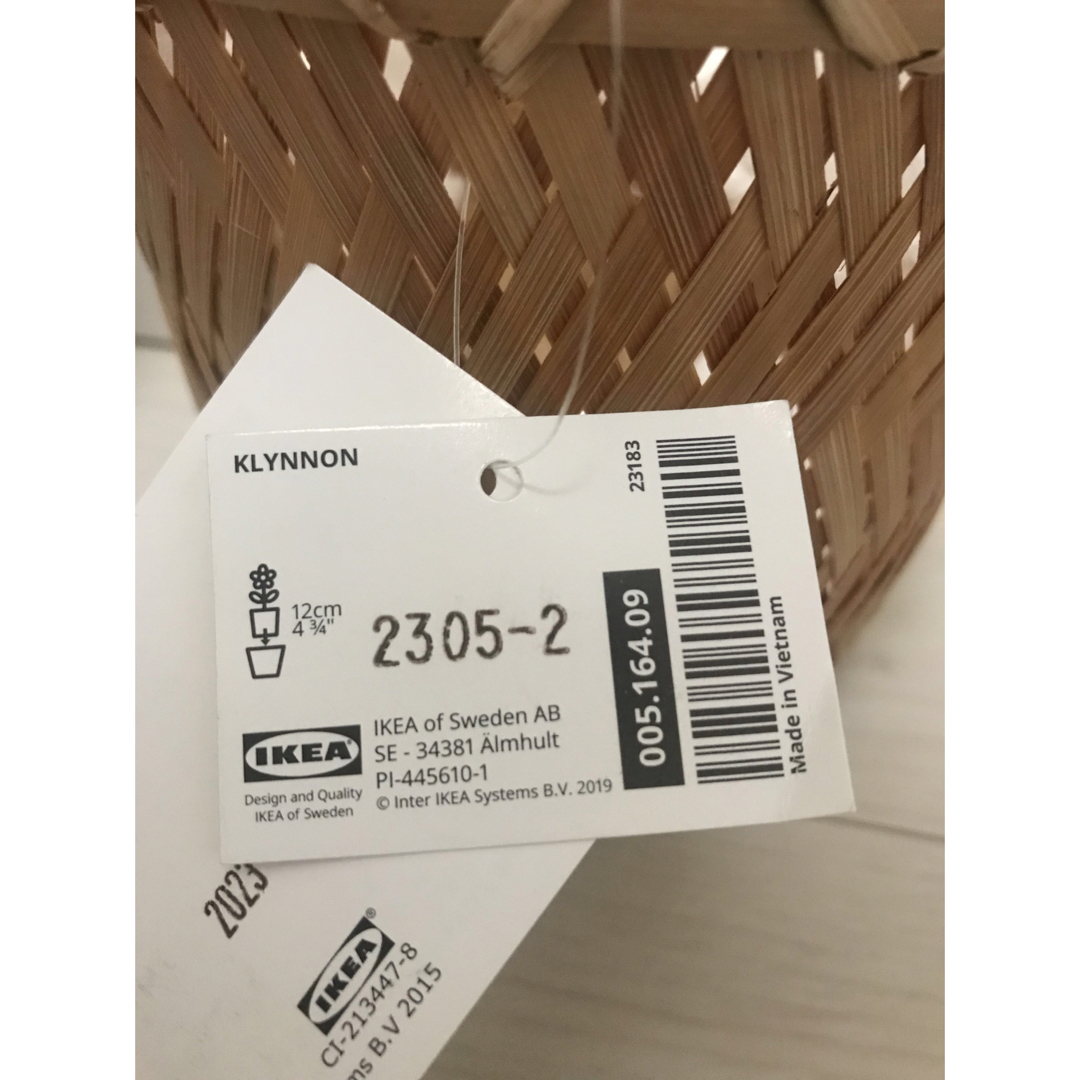 KLYNNON
12cm
4 ¾"
2305-2
23183
005.164.09
Made in Vietnam
IKEA®
Design and Quality
IKEA of Sweden
IKEA of Sweden AB
SE - 34381 Älmhult
PI-445610-1
© Inter IKEA Systems B.V. 2019
2023
IKEA®
CI-213447-8
B.V 2015